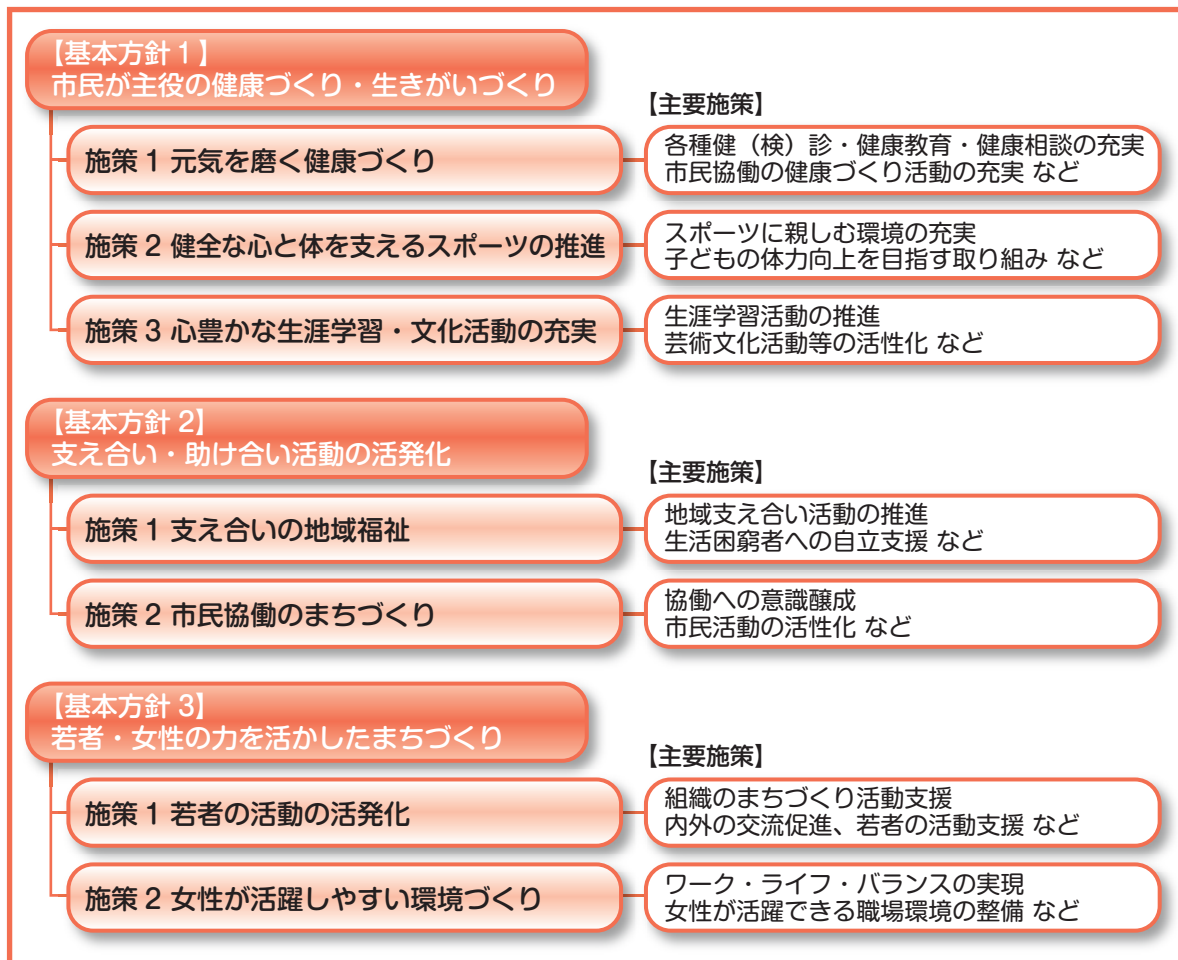 【基本方針 1】
市民が主役の健康づくり・生きがいづくり
【主要施策】
施策 1 元気を磨く健康づくり
各種健（検）診・健康教育・健康相談の充実
市民協働の健康づくり活動の充実 など
施策 2 健全な心と体を支えるスポーツの推進
スポーツに親しむ環境の充実
子どもの体力向上を目指す取り組み など
施策 3 心豊かな生涯学習・文化活動の充実
生涯学習活動の推進
芸術文化活動等の活性化 など
【基本方針 2】
支え合い・助け合い活動の活発化
【主要施策】
施策 1 支え合いの地域福祉
地域支え合い活動の推進
生活困窮者への自立支援 など
施策 2 市民協働のまちづくり
協働への意識醸成
市民活動の活性化 など
【基本方針 3】
若者・女性の力を活かしたまちづくり
【主要施策】
施策 1 若者の活動の活発化
組織のまちづくり活動支援
内外の交流促進、若者の活動支援 など
施策 2 女性が活躍しやすい環境づくり
ワーク・ライフ・バランスの実現
女性が活躍できる職場環境の整備 など